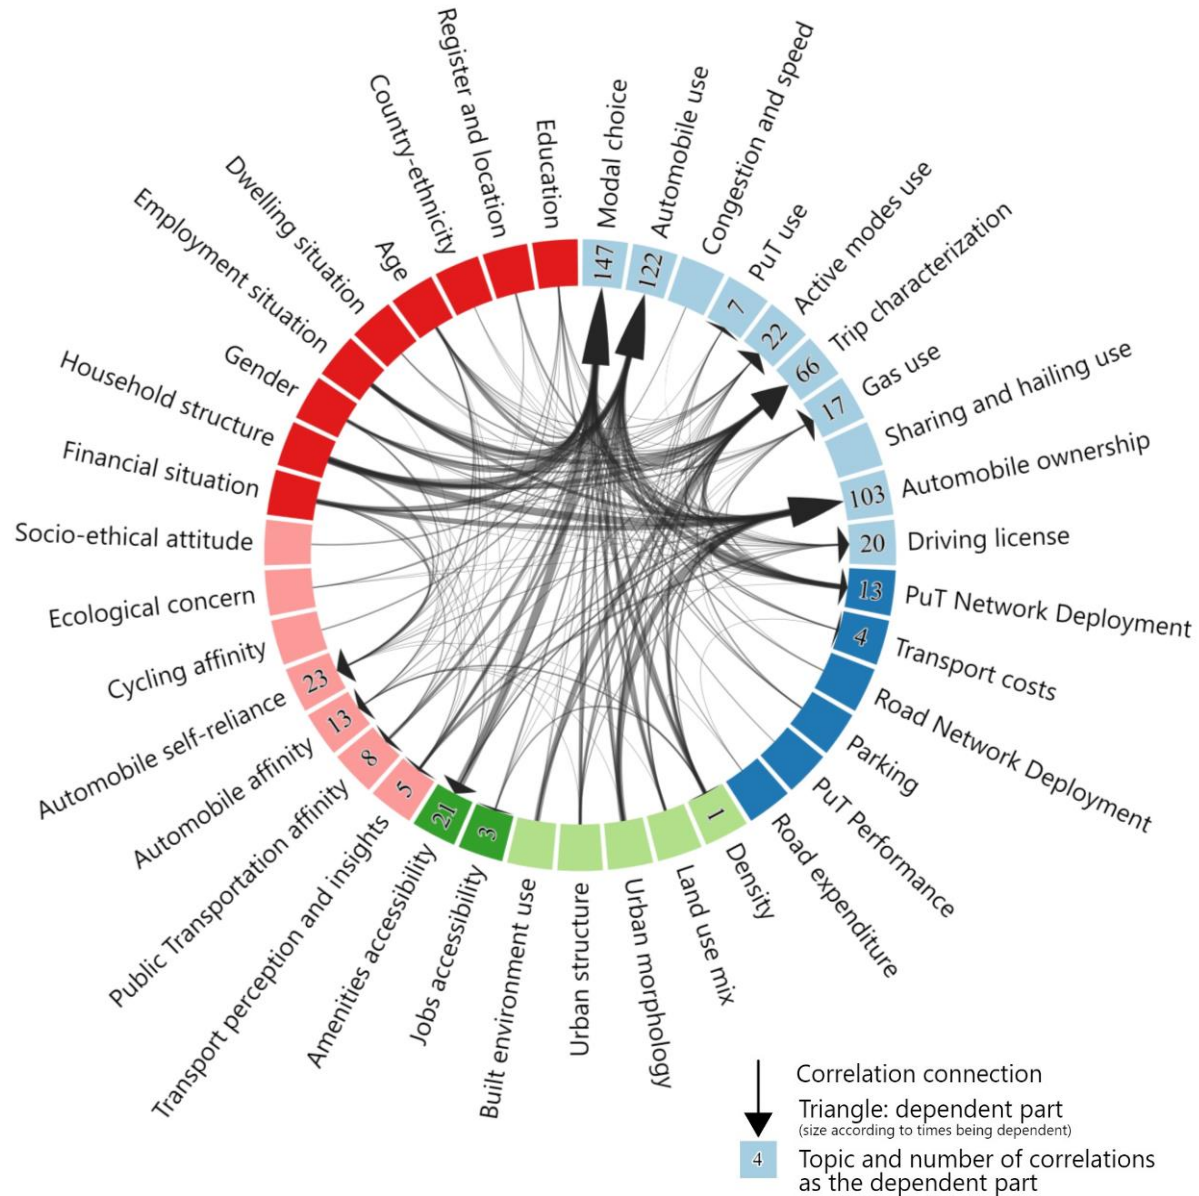 Modal choice
Automobile use
Congestion and speed
PuT use
Active modes use
Trip characterization
Gas use
Sharing and hailing use
Automobile ownership
Driving license
PuT Network Deployment
Transport costs
Road Network Deployment
Parking
PuT Performance
Road expenditure
Density
Land use mix
Urban morphology
Urban structure
Built environment use
Jobs accessibility
Amenities accessibility
Transport perception and insights
Public Transportation affinity
Automobile affinity
Automobile self-reliance
Cycling affinity
Ecological concern
Socio-ethical attitude
Financial situation
Household structure
Gender
Employment situation
Dwelling situation
Age
Country-ethnicity
Register and location
Education
147
122
7
22
66
17
103
20
13
4
1
3
21
5
8
13
23
Correlation connection
Triangle: dependent part
(size according to times being dependent)
4
Topic and number of correlations
as the dependent part